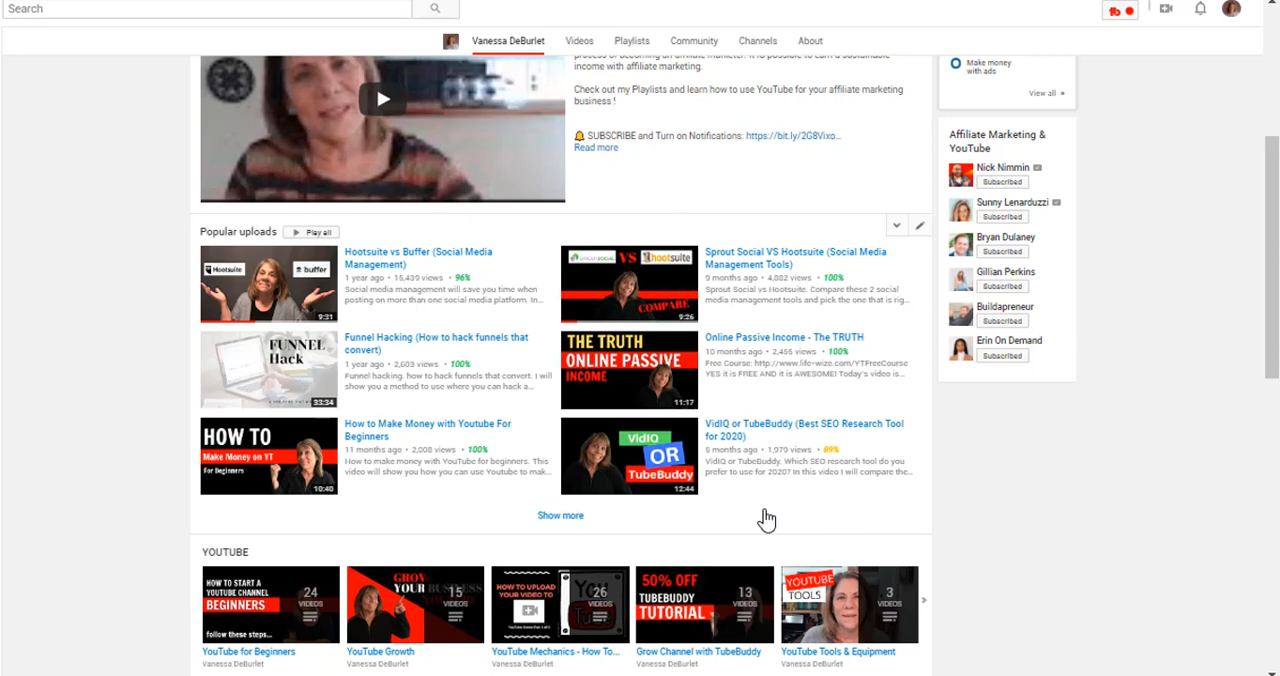 Search
Vanessa DeBurlet Videos Playlists Community Channels About
income with affiliate marketing.
Check out my Playlists and learn how to use YouTube for your affiliate marketing
business !
SUBSCRIBE and Turn on Notifications: https://bit.ly/2G8Vixo...
Read more
Make money
with ads
View all »
Affiliate Marketing &
YouTube
Nick Nimmin
Subscribed
Sunny Lenarduzzi
Subscribed
Bryan Dulaney
Subscribed
Gillian Perkins
Subscribed
Buildapreneur
Subscribed
Erin On Demand
Subscribed
Popular uploads Play all
Hootsuite
buffer
9:31
Hootsuite vs Buffer (Social Media
Management)
1 year ago • 15,439 views • 96%
Social media management will save you time when
posting on more than one social media platform. In...
VS
hootsuite
COMPARE
9:26
Sprout Social VS Hootsuite (Social Media
Management Tools)
9 months ago • 4,882 views • 100%
Sprout Social vs Hootsuite. Compare these 2 social
media management tools and pick the one that is rig...
FUNNEL
Hack
33:34
Funnel Hacking (How to hack funnels that
convert)
1 year ago • 2,603 views • 100%
Funnel hacking. how to hack funnels that convert. I will
show you a method to use where you can hack a...
THE TRUTH
ONLINE PASSIVE
INCOME
11:17
Online Passive Income - The TRUTH
10 months ago • 2,455 views • 100%
Free Course: http://www.life-wize.com/YTFreeCourse
YES it is FREE AND it is AWESOME! Today's video is...
HOW TO
Make Money on YT
For Beginners
10:40
How to Make Money with Youtube For
Beginners
11 months ago • 2,008 views • 100%
How to make money with YouTube for beginners. This
video will show you how you can use Youtube to mak...
VidIQ
OR
TubeBuddy
12:44
VidIQ or TubeBuddy (Best SEO Research Tool
for 2020)
5 months ago • 1,979 views • 89%
VidIQ or TubeBuddy. Which SEO research tool do you
prefer to use for 2020? In this video I will compare the...
Show more
YOUTUBE
HOW TO START A
YOUTUBE CHANNEL
BEGINNERS
follow these steps...
24
VIDEOS
YouTube for Beginners
Vanessa DeBurlet
GROW
YOUR BUSINESS
15
VIDEOS
YouTube Growth
Vanessa DeBurlet
HOW TO UPLOAD
YOUR VIDEO TO
26
VIDEOS
YouTube Mechanics - How To...
Vanessa DeBurlet
50% OFF
TUBEBUDDY
TUTORIAL
13
VIDEOS
Grow Channel with TubeBuddy
Vanessa DeBurlet
YOUTUBE
TOOLS
3
VIDEOS
YouTube Tools & Equipment
Vanessa DeBurlet